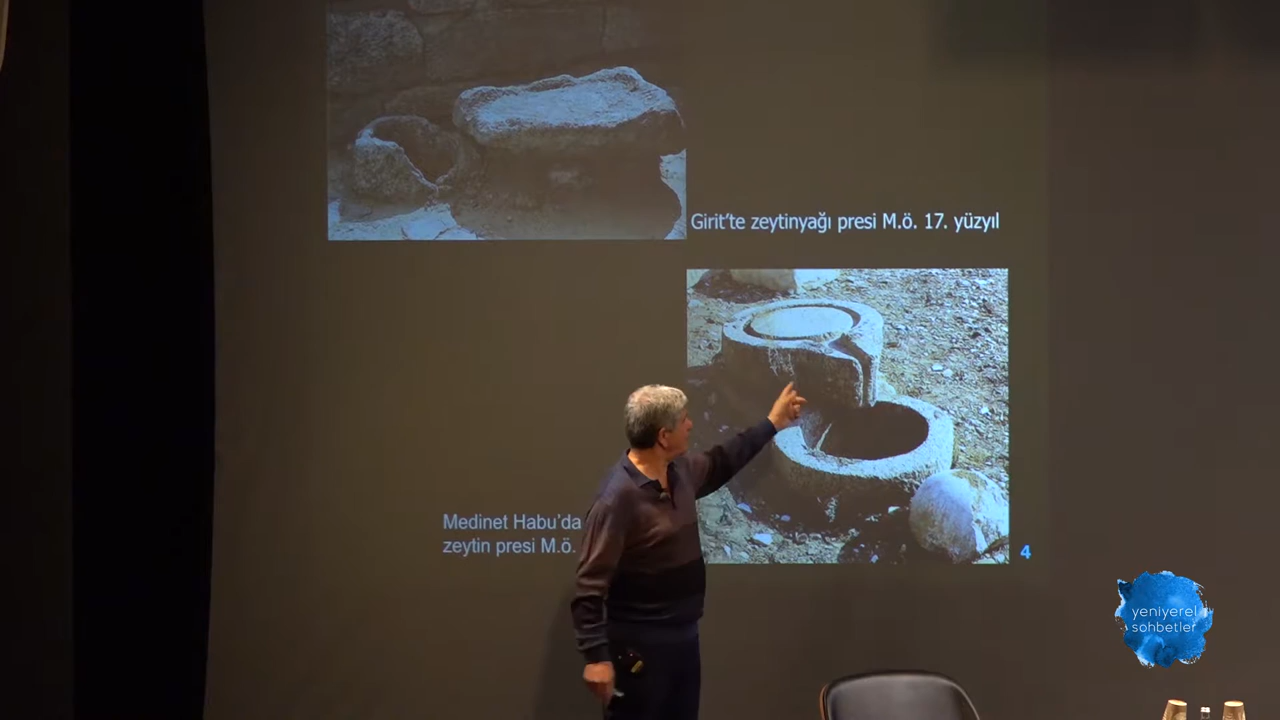 Girit'te zeytinyağı presi M.ö. 17. yüzyıl
Medinet Habu'da
zeytin presi M.ö.
4
yeniyerel
sohbetler